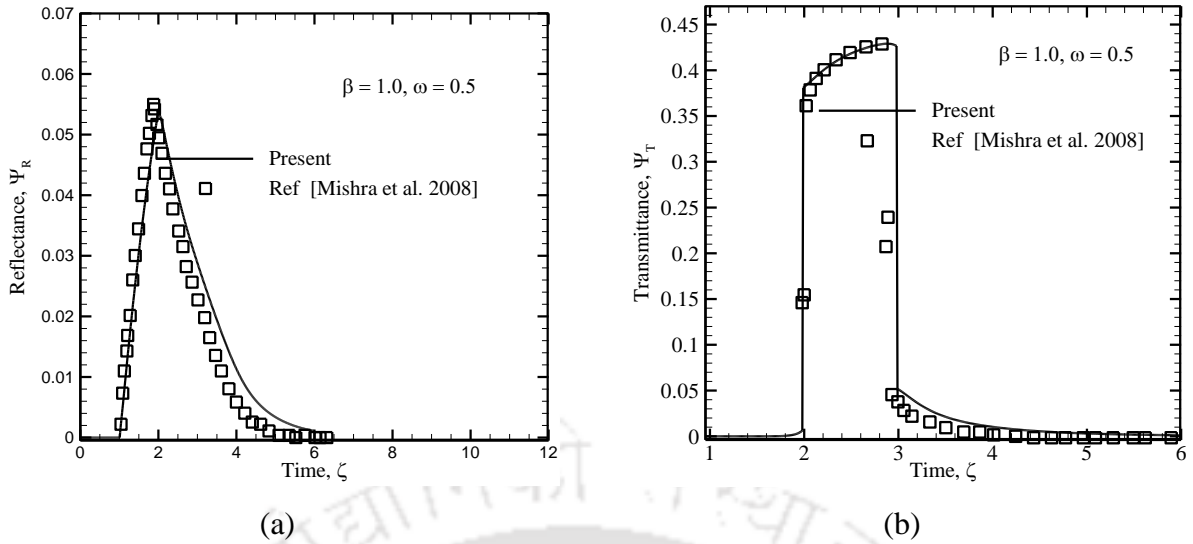 0.07
0.06
0.05
0.04
0.03
0.02
0.01
0
0 2 4 6 8 10 12
Reflectance, Ψ_R
Time, ζ
β = 1.0, ω = 0.5
Present
Ref [Mishra et al. 2008]
(a)
0.45
0.4
0.35
0.3
0.25
0.2
0.15
0.1
0.05
0
1 2 3 4 5 6
Transmittance, Ψ_T
Time, ζ
β = 1.0, ω = 0.5
Present
Ref [Mishra et al. 2008]
(b)